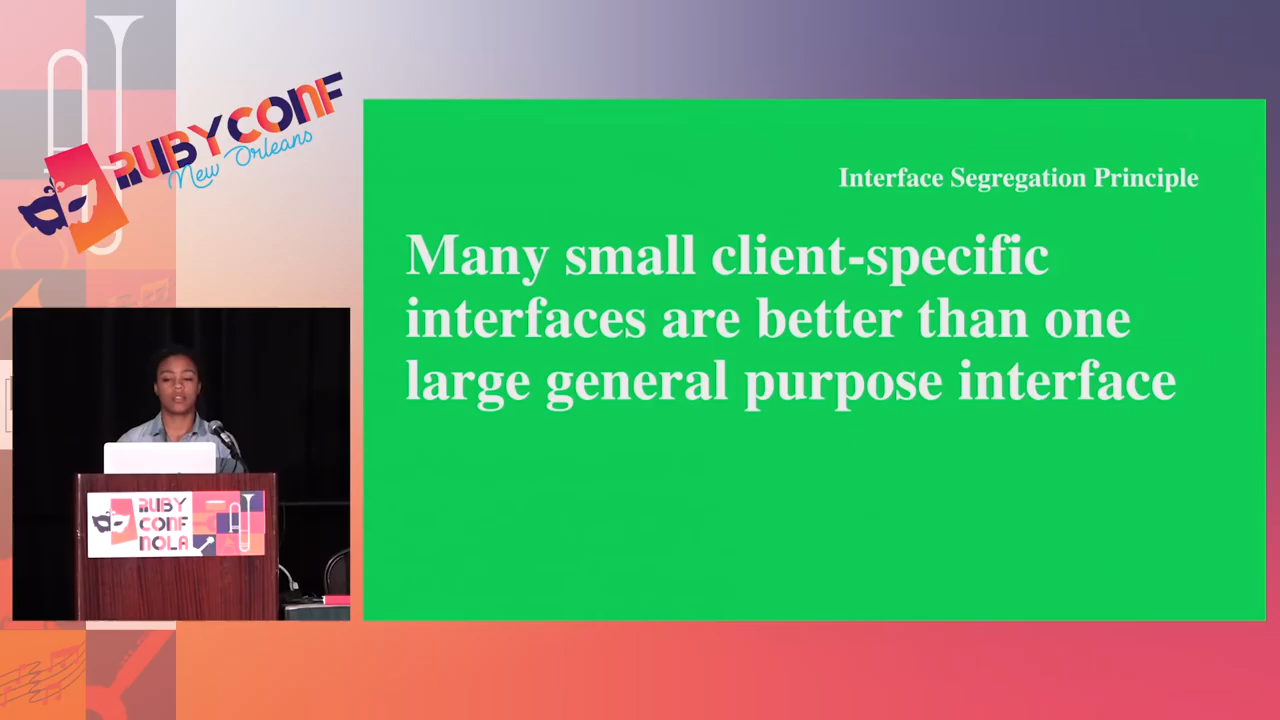 RUBYCONF
New Orleans
Interface Segregation Principle
Many small client-specific
interfaces are better than one
large general purpose interface
RUBY
CONF
NOLA